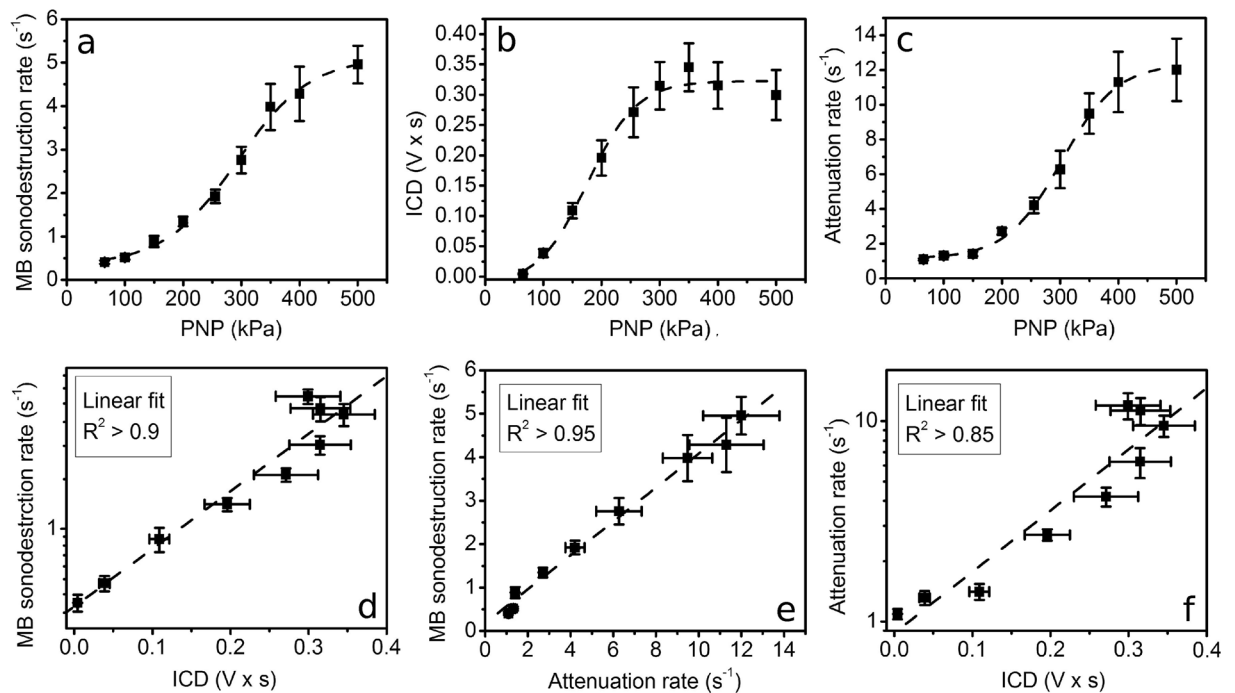 a
MB sonodestruction rate (s⁻¹)
6
5
4
3
2
1
0
0 100 200 300 400 500
PNP (kPa)
b
ICD (V x s)
0.40
0.35
0.30
0.25
0.20
0.15
0.10
0.05
0.00
0 100 200 300 400 500
PNP (kPa) .
c
Attenuation rate (s⁻¹)
14
12
10
8
6
4
2
0
0 100 200 300 400 500
PNP (kPa)
Linear fit
R² > 0.9
MB sonodestrction rate (s⁻¹)
1
d
0.0 0.1 0.2 0.3 0.4
ICD (V x s)
Linear fit
R² > 0.95
MB sonodestruction rate (s⁻¹)
6
5
4
3
2
1
0
e
0 2 4 6 8 10 12 14
Attenuation rate (s⁻¹)
Linear fit
R² > 0.85
Attenuation rate (s⁻¹)
10
1
f
0.0 0.1 0.2 0.3 0.4
ICD (V x s)